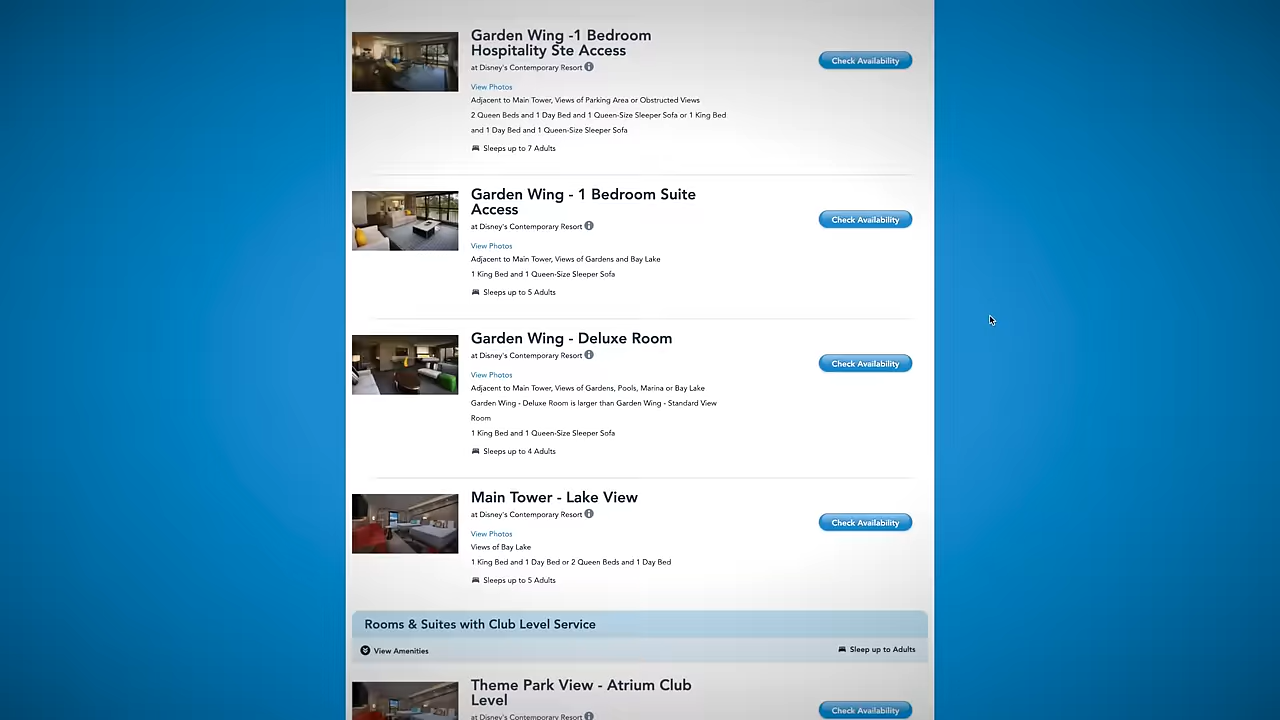 Garden Wing -1 Bedroom
Hospitality Ste Access
Check Availability
at Disney's Contemporary Resort
View Photos
Adjacent to Main Tower, Views of Parking Area or Obstructed Views
2 Queen Beds and 1 Day Bed and 1 Queen-Size Sleeper Sofa or 1 King Bed
and 1 Day Bed and 1 Queen-Size Sleeper Sofa
Sleeps up to 7 Adults
Garden Wing - 1 Bedroom Suite
Access
Check Availability
at Disney's Contemporary Resort
View Photos
Adjacent to Main Tower, Views of Gardens and Bay Lake
1 King Bed and 1 Queen-Size Sleeper Sofa
Sleeps up to 5 Adults
Garden Wing - Deluxe Room
Check Availability
at Disney's Contemporary Resort
View Photos
Adjacent to Main Tower, Views of Gardens, Pools, Marina or Bay Lake
Garden Wing - Deluxe Room is larger than Garden Wing - Standard View
Room
1 King Bed and 1 Queen-Size Sleeper Sofa
Sleeps up to 4 Adults
Main Tower - Lake View
Check Availability
at Disney's Contemporary Resort
View Photos
Views of Bay Lake
1 King Bed and 1 Day Bed or 2 Queen Beds and 1 Day Bed
Sleeps up to 5 Adults
Rooms & Suites with Club Level Service
View Amenities
Sleep up to Adults
Theme Park View - Atrium Club
Level
Check Availability
at Disney's Contemporary Resort